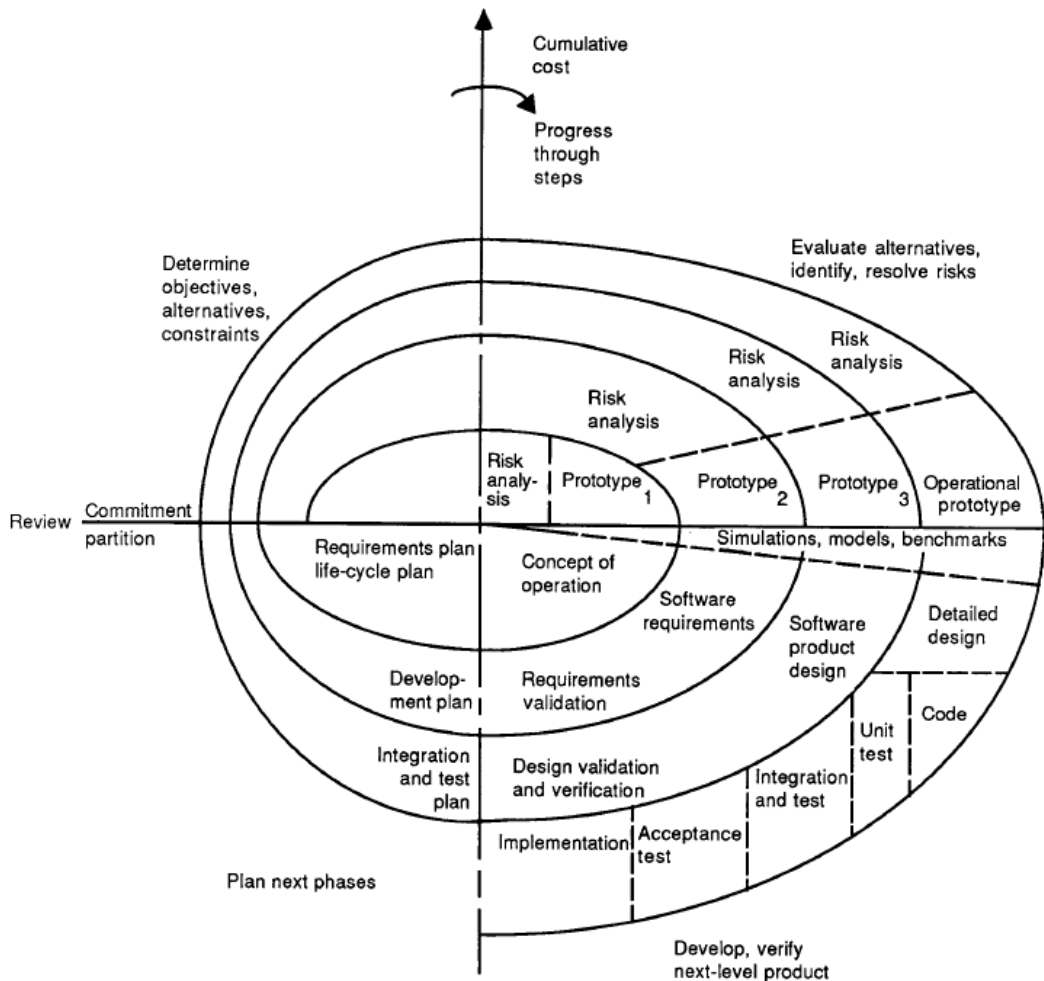 Cumulative
cost
Progress
through
steps
Determine
objectives,
alternatives,
constraints
Evaluate alternatives,
identify, resolve risks
Risk
analysis
Risk
analysis
Risk
analysis
Risk
analy-
sis
Prototype 1
Prototype 2
Prototype 3
Operational
prototype
Review
Commitment
partition
Simulations, models, benchmarks
Requirements plan
life-cycle plan
Concept of
operation
Software
requirements
Software
product
design
Detailed
design
Develop-
ment plan
Requirements
validation
Code
Unit
test
Integration
and test
plan
Design validation
and verification
Integration
and test
Acceptance
test
Implementation
Plan next phases
Develop, verify
next-level product